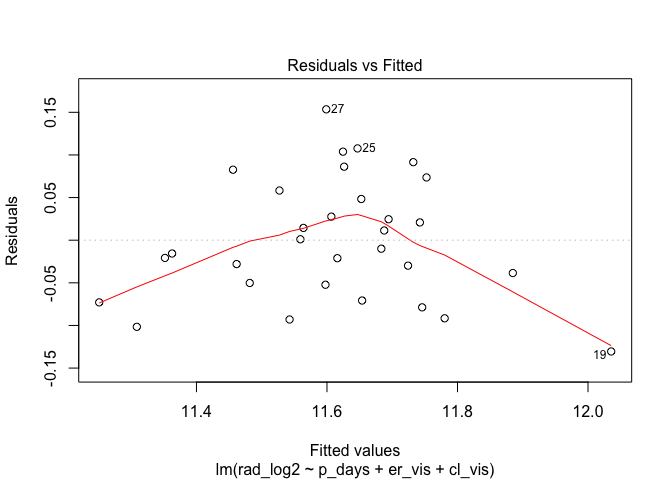 Residuals vs Fitted
0.15
0.05
-0.05
-0.15
Residuals
27
25
19
11.4 11.6 11.8 12.0
Fitted values
lm(rad_log2 ~ p_days + er_vis + cl_vis)